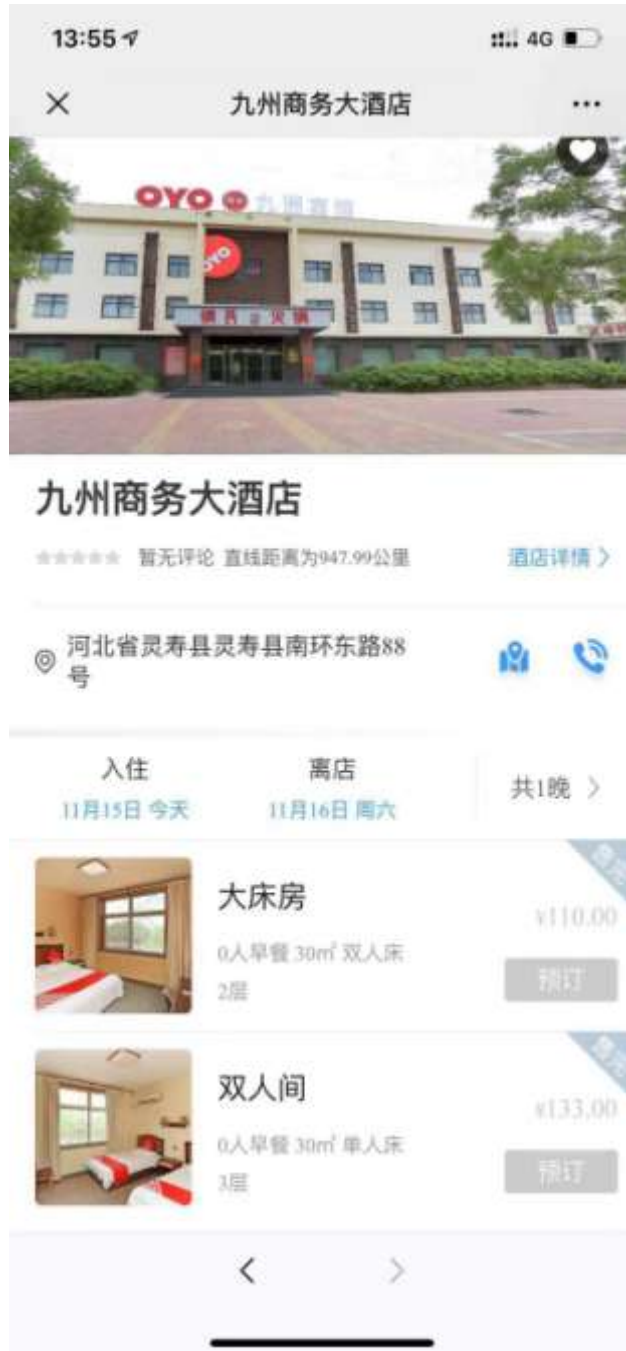 13:55
4G
九州商务大酒店
OYO
OYO
九州商务大酒店
暂无评论 直线距离为947.99公里
酒店详情
河北省灵寿县灵寿县南环东路88
号
入住
离店
共1晚
11月15日 今天
11月16日 周六
售完
大床房
¥110.00
0人早餐 30㎡ 双人床
2层
预订
售完
双人间
¥133.00
0人早餐 30㎡ 单人床
3层
预订